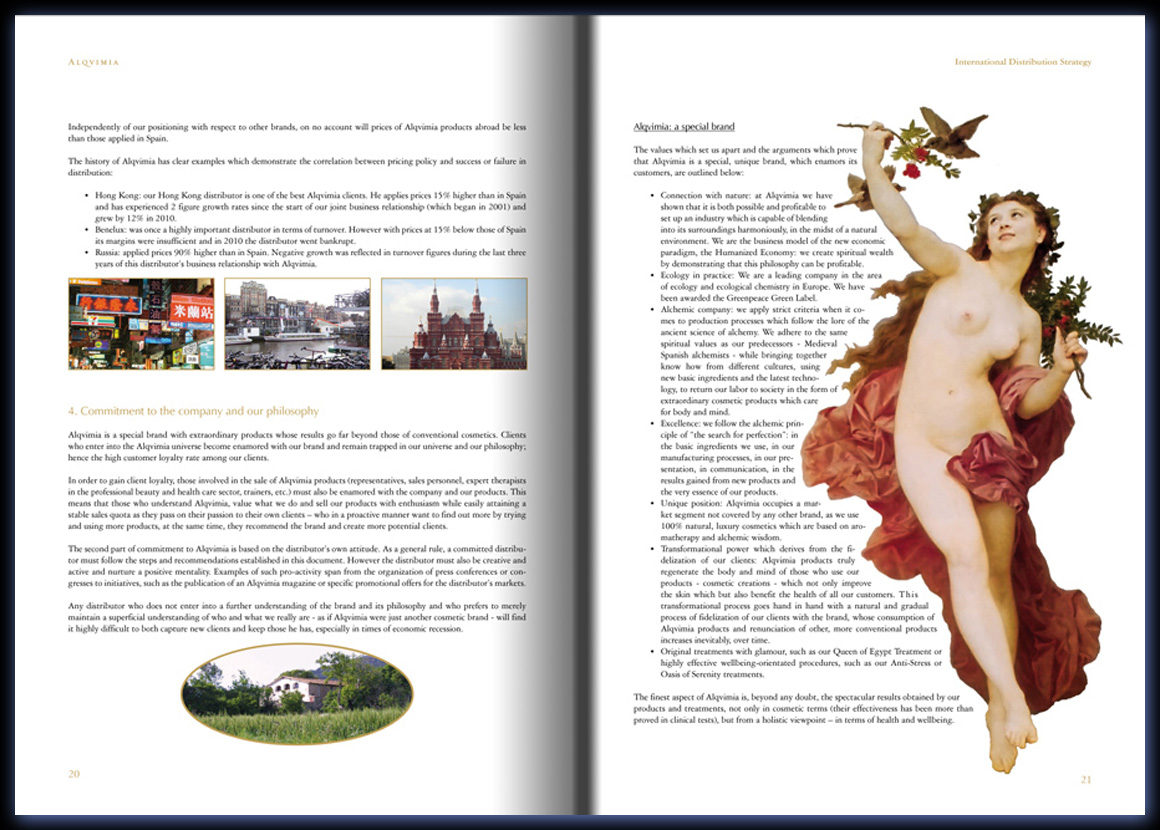 ALQVIMIA
Independently of our positioning with respect to other brands, on no account will prices of Alqvimia products abroad be less
than those applied in Spain.
The history of Alqvimia has clear examples which demonstrate the correlation between pricing policy and success or failure in
distribution:
• Hong Kong: our Hong Kong distributor is one of the best Alqvimia clients. He applies prices 15% higher than in Spain
and has experienced 2 figure growth rates since the start of our joint business relationship (which began in 2001) and
grew by 12% in 2010.
• Benelux: was once a highly important distributor in terms of turnover. However with prices at 15% below those of Spain
its margins were insufficient and in 2010 the distributor went bankrupt.
• Russia: applied prices 90% higher than in Spain. Negative growth was reflected in turnover figures during the last three
years of this distributor's business relationship with Alqvimia.
米蘭站
4. Commitment to the company and our philosophy
Alqvimia is a special brand with extraordinary products whose results go far beyond those of conventional cosmetics. Clients
who enter into the Alqvimia universe become enamored with our brand and remain trapped in our universe and our philosophy;
hence the high customer loyalty rate among our clients.
In order to gain client loyalty, those involved in the sale of Alqvimia products (representatives, sales personnel, expert therapists
in the professional beauty and health care sector, trainers, etc.) must also be enamored with the company and our products. This
means that those who understand Alqvimia, value what we do and sell our products with enthusiasm while easily attaining a
stable sales quota as they pass on their passion to their own clients – who in a proactive manner want to find out more by trying
and using more products, at the same time, they recommend the brand and create more potential clients.
The second part of commitment to Alqvimia is based on the distributor's own attitude. As a general rule, a committed distribu-
tor must follow the steps and recommendations established in this document. However the distributor must also be creative and
active and nurture a positive mentality. Examples of such pro-activity span from the organization of press conferences or con-
gresses to initiatives, such as the publication of an Alqvimia magazine or specific promotional offers for the distributor's markets.
Any distributor who does not enter into a further understanding of the brand and its philosophy and who prefers to merely
maintain a superficial understanding of who and what we really are - as if Alqvimia were just another cosmetic brand - will find
it highly difficult to both capture new clients and keep those he has, especially in times of economic recession.
20
International Distribution Strategy
Alqvimia: a special brand
The values which set us apart and the arguments which prove
that Alqvimia is a special, unique brand, which enamors its
customers, are outlined below:
• Connection with nature: at Alqvimia we have
shown that it is both possible and profitable to
set up an industry which is capable of blending
into its surroundings harmoniously, in the midst of a natural
environment. We are the business model of the new economic
paradigm, the Humanized Economy: we create spiritual wealth
by demonstrating that this philosophy can be profitable.
• Ecology in practice: We are a leading company in the area
of ecology and ecological chemistry in Europe. We have
been awarded the Greenpeace Green Label.
• Alchemic company: we apply strict criteria when it co-
mes to production processes which follow the lore of the
ancient science of alchemy. We adhere to the same
spiritual values as our predecessors - Medieval
Spanish alchemists - while bringing together
know how from different cultures, using
new basic ingredients and the latest techno-
logy, to return our labor to society in the form of
extraordinary cosmetic products which care
for body and mind.
• Excellence: we follow the alchemic prin-
ciple of "the search for perfection": in
the basic ingredients we use, in our
manufacturing processes, in our pre-
sentation, in communication, in the
results gained from new products and
the very essence of our products.
• Unique position: Alqvimia occupies a mar-
ket segment not covered by any other brand, as we use
100% natural, luxury cosmetics which are based on aro-
matherapy and alchemic wisdom.
• Transformational power which derives from the fi-
delization of our clients: Alqvimia products truly
regenerate the body and mind of those who use our
products - cosmetic creations - which not only improve
the skin which but also benefit the health of all our customers. This
transformational process goes hand in hand with a natural and gradual
process of fidelization of our clients with the brand, whose consumption of
Alqvimia products and renunciation of other, more conventional products
increases inevitably, over time.
• Original treatments with glamour, such as our Queen of Egypt Treatment or
highly effective wellbeing-orientated procedures, such as our Anti-Stress or
Oasis of Serenity treatments.
The finest aspect of Alqvimia is, beyond any doubt, the spectacular results obtained by our
products and treatments, not only in cosmetic terms (their effectiveness has been more than
proved in clinical tests), but from a holistic viewpoint – in terms of health and wellbeing.
21